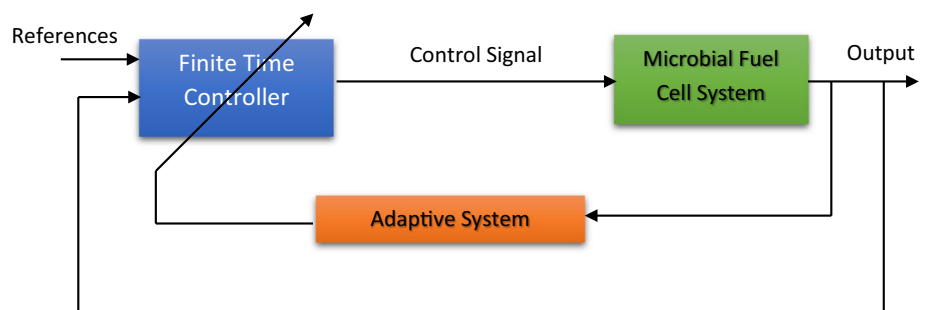 References
Finite Time
Controller
Control Signal
Microbial Fuel
Cell System
Output
Adaptive System